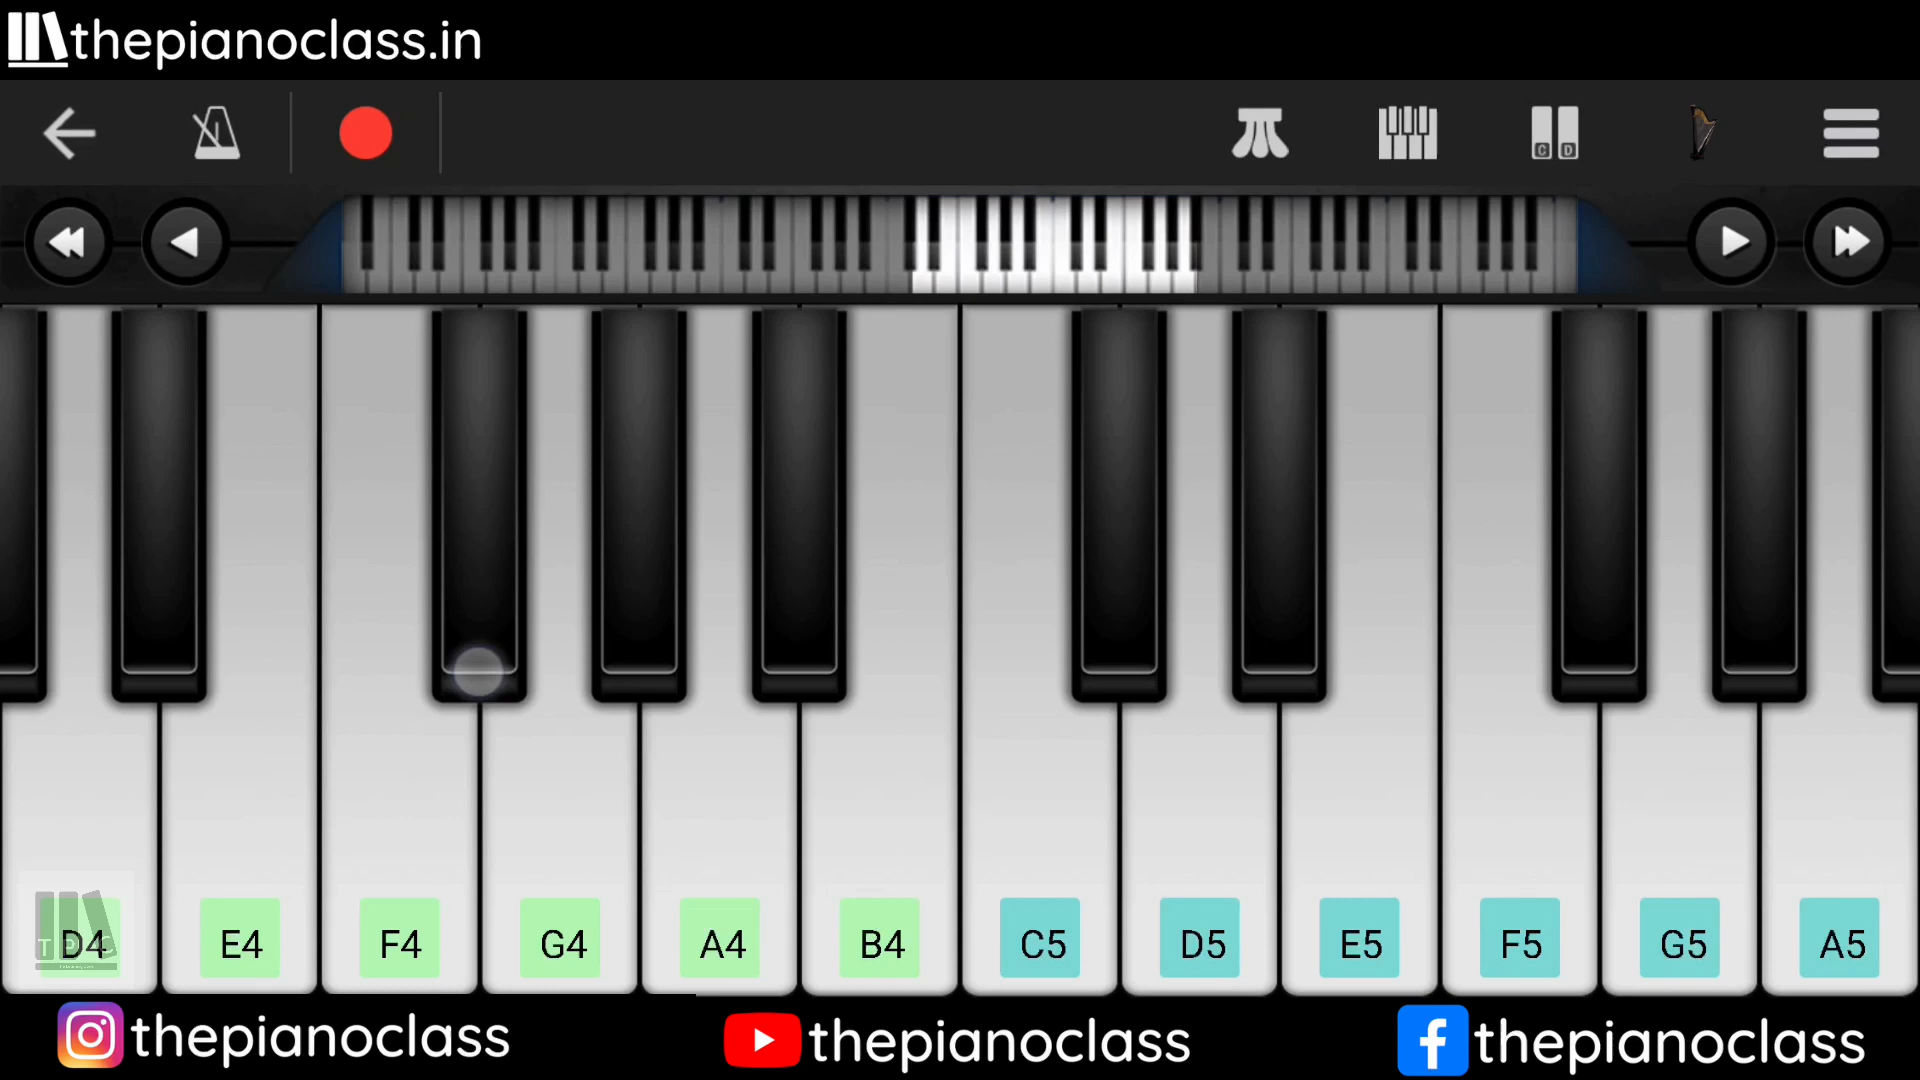 thepianoclass.in
C D
D4 E4 F4 G4 A4 B4 C5 D5 E5 F5 G5 A5
T P C
thepianoclass thepianoclass thepianoclass